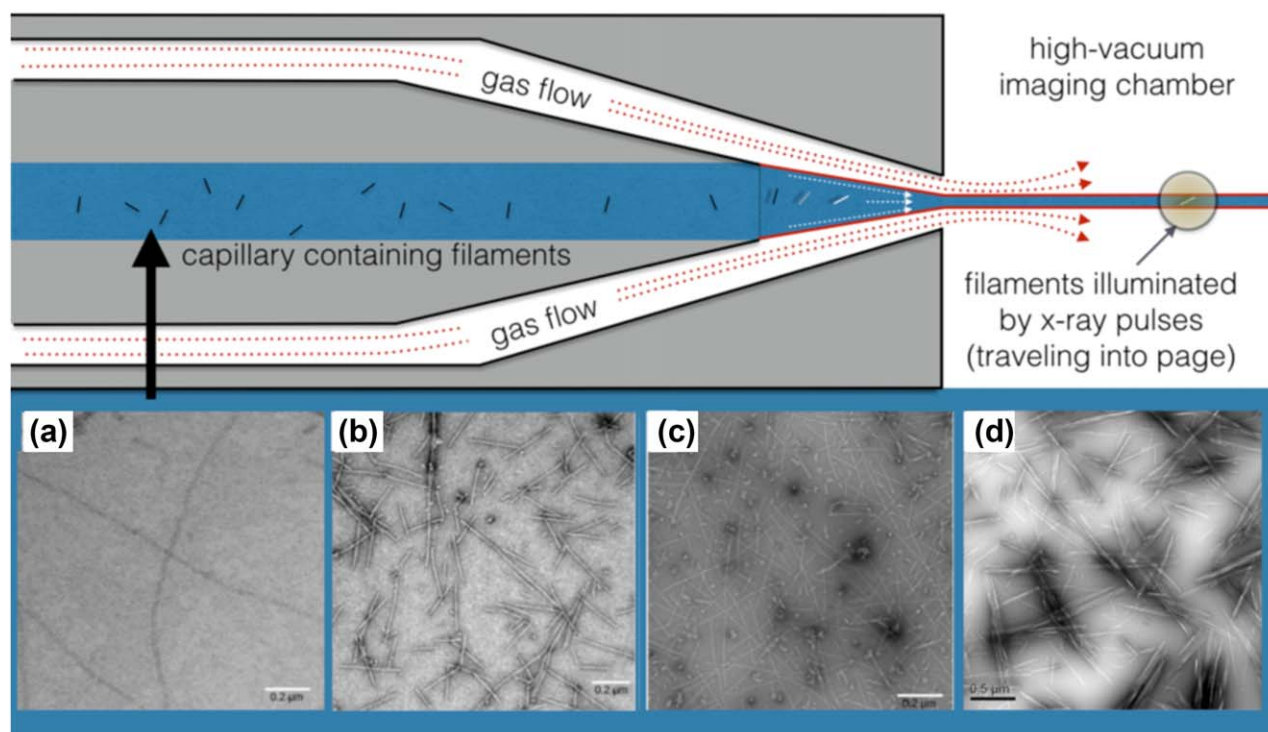 gas flow
high-vacuum
imaging chamber
capillary containing filaments
gas flow
filaments illuminated
by x-ray pulses
(traveling into page)
(a)
(b)
(c)
(d)
0.2 µm
0.2 µm
0.2 µm
0.5 µm